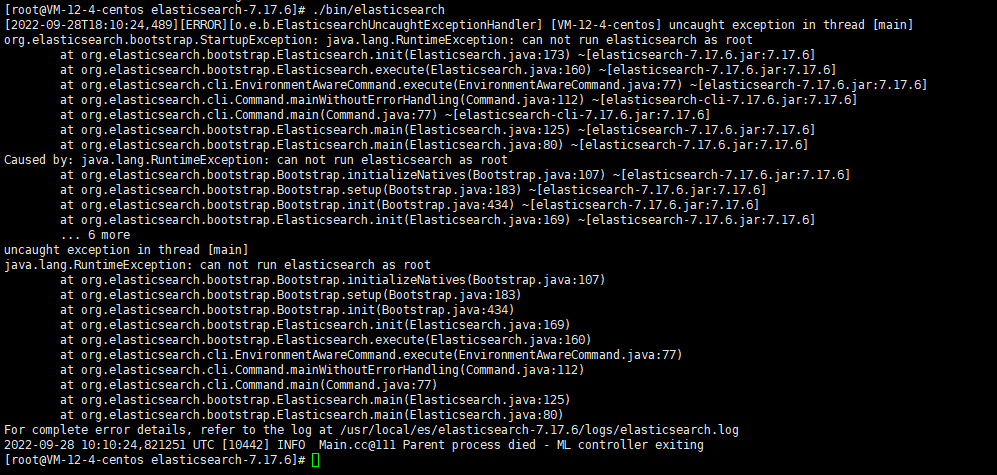 [root@VM-12-4-centos elasticsearch-7.17.6]# ./bin/elasticsearch
[2022-09-28T18:10:24,489][ERROR][o.e.b.ElasticsearchUncaughtExceptionHandler] [VM-12-4-centos] uncaught exception in thread [main]
org.elasticsearch.bootstrap.StartupException: java.lang.RuntimeException: can not run elasticsearch as root
        at org.elasticsearch.bootstrap.Elasticsearch.init(Elasticsearch.java:173) ~[elasticsearch-7.17.6.jar:7.17.6]
        at org.elasticsearch.bootstrap.Elasticsearch.execute(Elasticsearch.java:160) ~[elasticsearch-7.17.6.jar:7.17.6]
        at org.elasticsearch.cli.EnvironmentAwareCommand.execute(EnvironmentAwareCommand.java:77) ~[elasticsearch-7.17.6.jar:7.17.6]
        at org.elasticsearch.cli.Command.mainWithoutErrorHandling(Command.java:112) ~[elasticsearch-cli-7.17.6.jar:7.17.6]
        at org.elasticsearch.cli.Command.main(Command.java:77) ~[elasticsearch-cli-7.17.6.jar:7.17.6]
        at org.elasticsearch.bootstrap.Elasticsearch.main(Elasticsearch.java:125) ~[elasticsearch-7.17.6.jar:7.17.6]
        at org.elasticsearch.bootstrap.Elasticsearch.main(Elasticsearch.java:80) ~[elasticsearch-7.17.6.jar:7.17.6]
Caused by: java.lang.RuntimeException: can not run elasticsearch as root
        at org.elasticsearch.bootstrap.Bootstrap.initializeNatives(Bootstrap.java:107) ~[elasticsearch-7.17.6.jar:7.17.6]
        at org.elasticsearch.bootstrap.Bootstrap.setup(Bootstrap.java:183) ~[elasticsearch-7.17.6.jar:7.17.6]
        at org.elasticsearch.bootstrap.Bootstrap.init(Bootstrap.java:434) ~[elasticsearch-7.17.6.jar:7.17.6]
        at org.elasticsearch.bootstrap.Elasticsearch.init(Elasticsearch.java:169) ~[elasticsearch-7.17.6.jar:7.17.6]
        ... 6 more
uncaught exception in thread [main]
java.lang.RuntimeException: can not run elasticsearch as root
        at org.elasticsearch.bootstrap.Bootstrap.initializeNatives(Bootstrap.java:107)
        at org.elasticsearch.bootstrap.Bootstrap.setup(Bootstrap.java:183)
        at org.elasticsearch.bootstrap.Bootstrap.init(Bootstrap.java:434)
        at org.elasticsearch.bootstrap.Elasticsearch.init(Elasticsearch.java:169)
        at org.elasticsearch.bootstrap.Elasticsearch.execute(Elasticsearch.java:160)
        at org.elasticsearch.cli.EnvironmentAwareCommand.execute(EnvironmentAwareCommand.java:77)
        at org.elasticsearch.cli.Command.mainWithoutErrorHandling(Command.java:112)
        at org.elasticsearch.cli.Command.main(Command.java:77)
        at org.elasticsearch.bootstrap.Elasticsearch.main(Elasticsearch.java:125)
        at org.elasticsearch.bootstrap.Elasticsearch.main(Elasticsearch.java:80)
For complete error details, refer to the log at /usr/local/es/elasticsearch-7.17.6/logs/elasticsearch.log
2022-09-28 10:10:24,821251 UTC [10442] INFO  Main.cc@111 Parent process died - ML controller exiting
[root@VM-12-4-centos elasticsearch-7.17.6]#